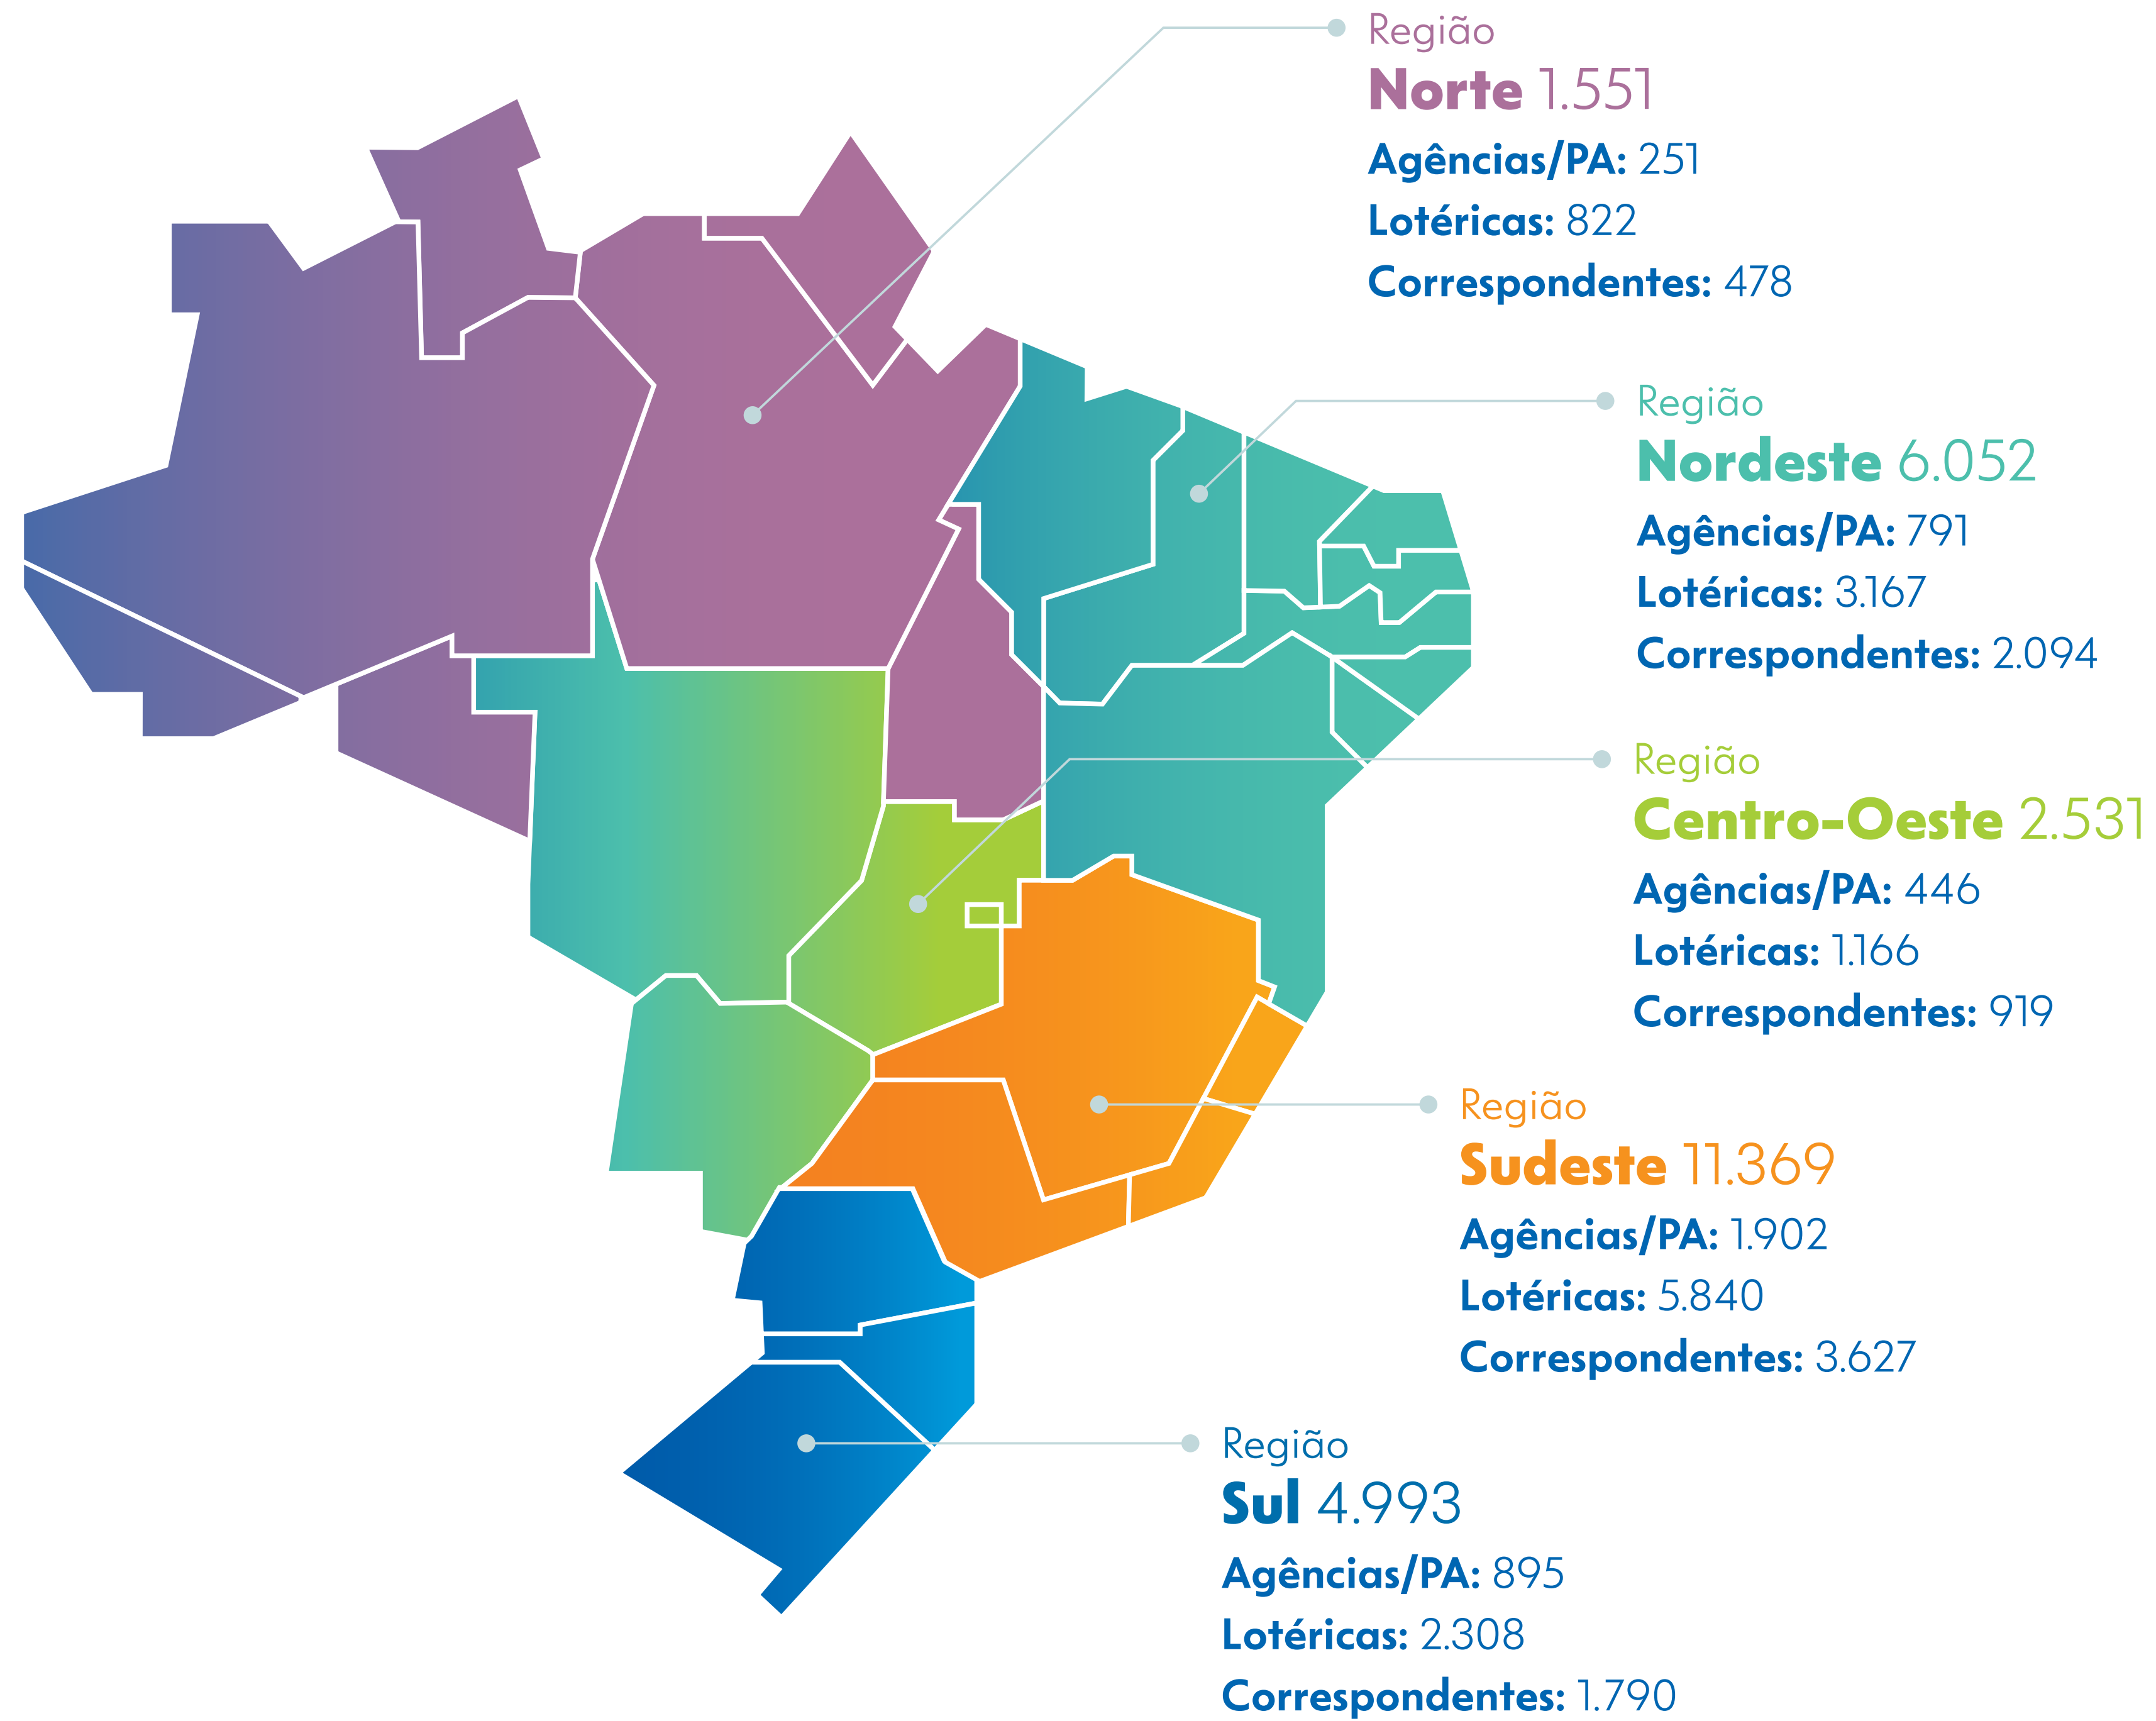 Região
Norte 1.551
Agências/PA: 251
Lotéricas: 822
Correspondentes: 478
Região
Nordeste 6.052
Agências/PA: 791
Lotéricas: 3.167
Correspondentes: 2.094
Região
Centro-Oeste 2.531
Agências/PA: 446
Lotéricas: 1.166
Correspondentes: 919
Região
Sudeste 11.369
Agências/PA: 1.902
Lotéricas: 5.840
Correspondentes: 3.627
Região
Sul 4.993
Agências/PA: 895
Lotéricas: 2.308
Correspondentes: 1.790